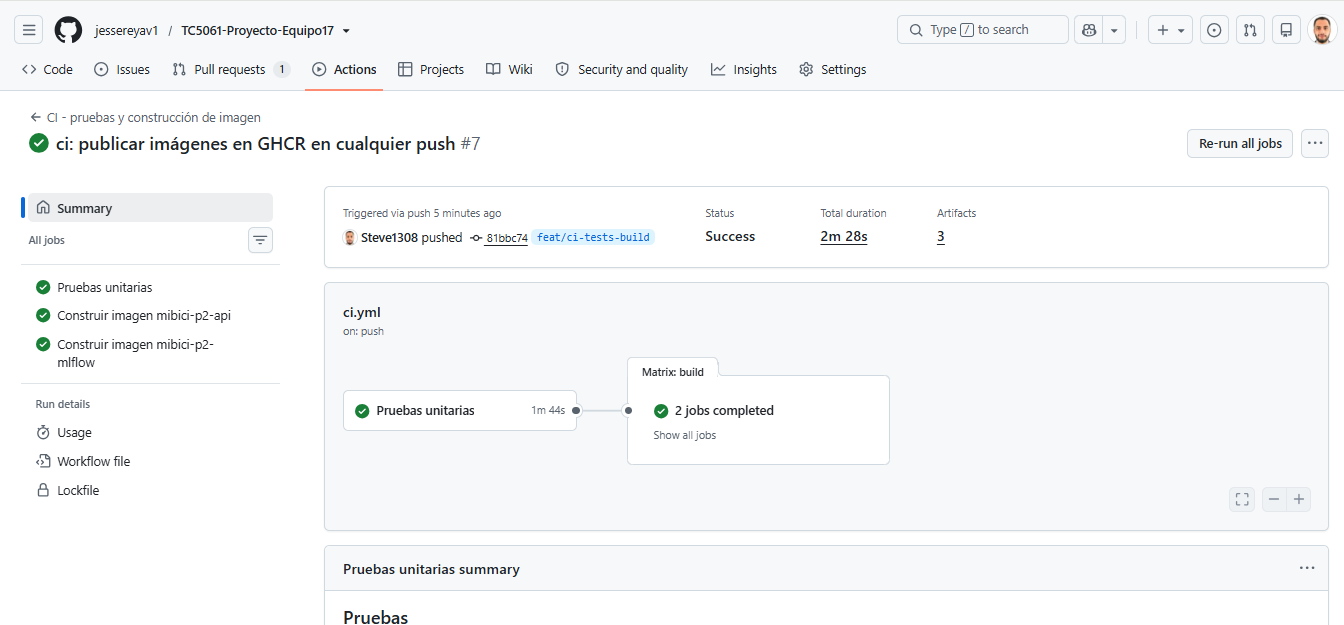 jessereyav1 / TC5061-Proyecto-Equipo17
Type / to search
Code Issues Pull requests 1 Actions Projects Wiki Security and quality Insights Settings
CI - pruebas y construcción de imagen
ci: publicar imágenes en GHCR en cualquier push #7
Re-run all jobs
Summary
All jobs
Pruebas unitarias
Construir imagen mibici-p2-api
Construir imagen mibici-p2-
mlflow
Run details
Usage
Workflow file
Lockfile
Triggered via push 5 minutes ago
Steve1308 pushed 81bbc74 feat/ci-tests-build
Status
Success
Total duration
2m 28s
Artifacts
3
ci.yml
on: push
Pruebas unitarias 1m 44s
Matrix: build
2 jobs completed
Show all jobs
Pruebas unitarias summary
Pruebas